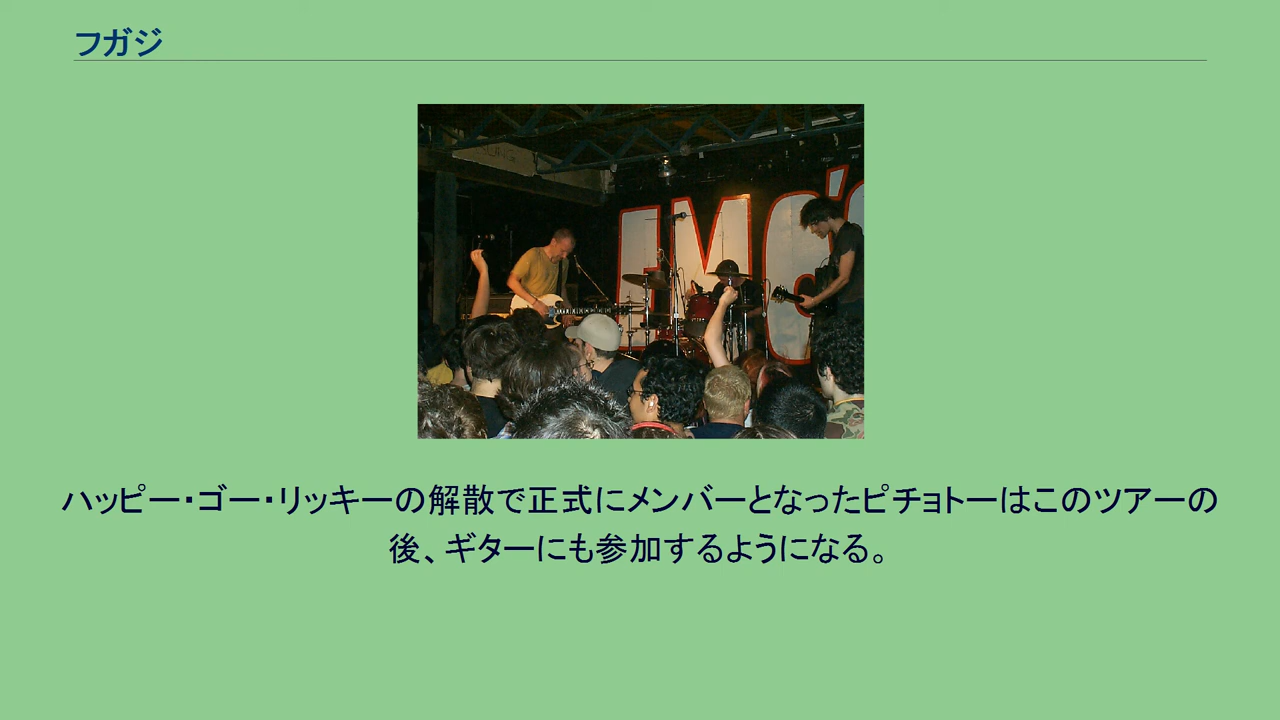 フガジ
EMO'S
ハッピー・ゴー・リッキーの解散で正式にメンバーとなったピチョトーはこのツアーの
後、ギターにも参加するようになる。